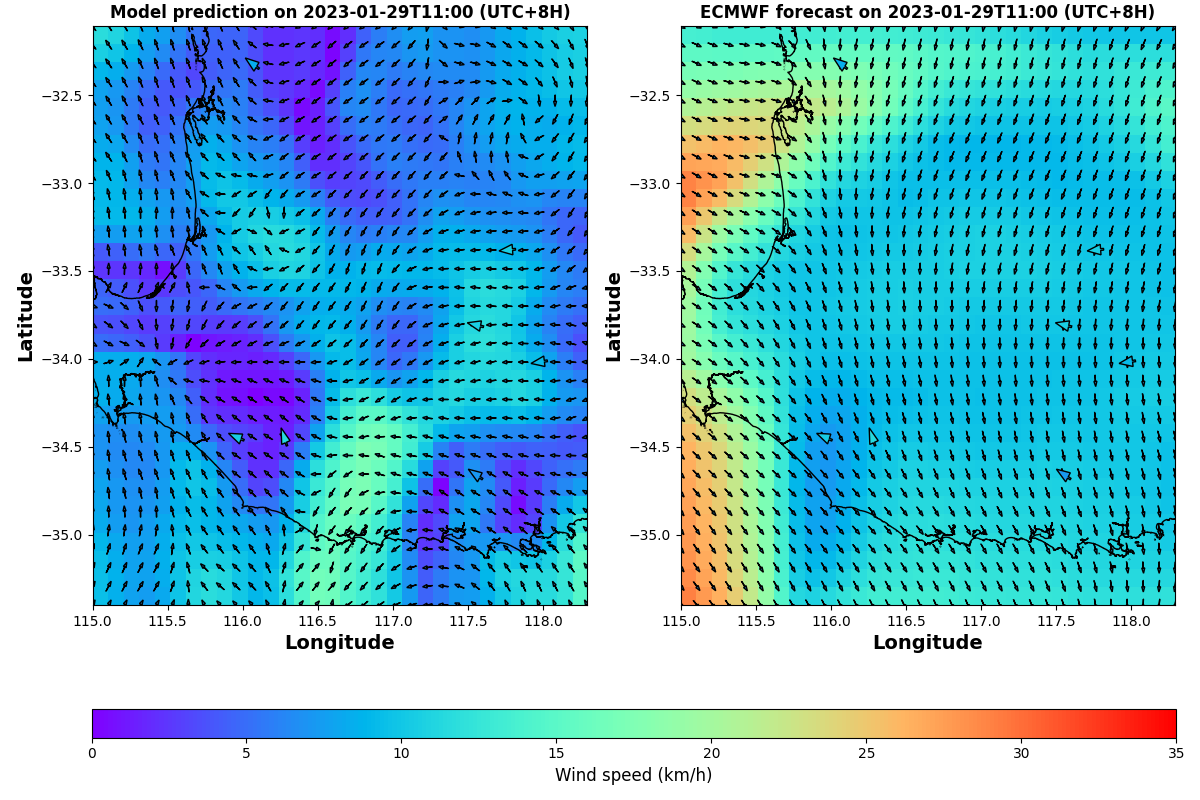 Model prediction on 2023-01-29T11:00 (UTC+8H)
ECMWF forecast on 2023-01-29T11:00 (UTC+8H)
Latitude
−32.5
−33.0
−33.5
−34.0
−34.5
−35.0
115.0 115.5 116.0 116.5 117.0 117.5 118.0
Longitude
Latitude
−32.5
−33.0
−33.5
−34.0
−34.5
−35.0
115.0 115.5 116.0 116.5 117.0 117.5 118.0
Longitude
0 5 10 15 20 25 30 35
Wind speed (km/h)